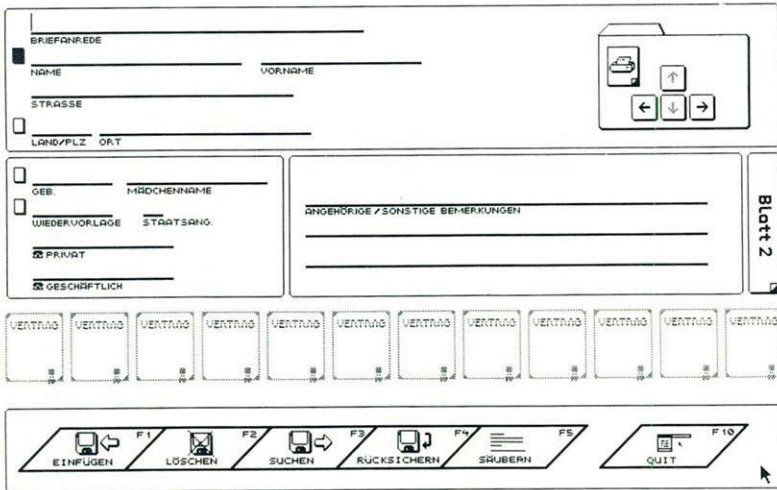 BRIEFANREDE
NAME VORNAME
STRASSE
LAND/PLZ ORT
GEB. MÄDCHENNAME
WIEDERVORLAGE STAATSANG.
☎ PRIVAT
☎ GESCHÄFTLICH
ANGEHÖRIGE / SONSTIGE BEMERKUNGEN
Blatt 2
VERTRAG VERTRAG VERTRAG VERTRAG VERTRAG VERTRAG VERTRAG VERTRAG VERTRAG VERTRAG VERTRAG VERTRAG
F1 F2 F3 F4 F5 F10
EINFÜGEN LÖSCHEN SUCHEN RÜCKSICHERN SÄUBERN QUIT